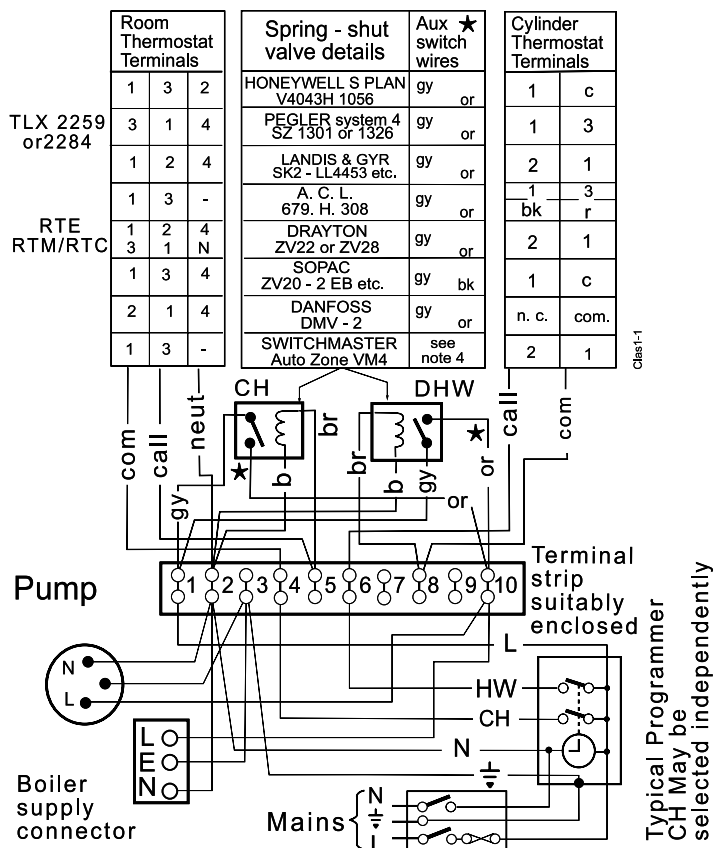 Room Thermostat Terminals
1 3 2
3 1 4
1 2 4
1 3 -
1 2 4
3 1 N
1 3 4
2 1 4
1 3 -
TLX 2259
or2284
RTE
RTM/RTC
Spring - shut
valve details
Aux ★
switch
wires
HONEYWELL S PLAN
V4043H 1056
gy or
PEGLER system 4
SZ 1301 or 1326
gy or
LANDIS & GYR
SK2 - LL4453 etc.
gy or
A. C. L.
679. H. 308
gy or
DRAYTON
ZV22 or ZV28
gy or
SOPAC
ZV20 - 2 EB etc.
gy bk
DANFOSS
DMV - 2
gy or
SWITCHMASTER
Auto Zone VM4
see
note 4
Cylinder
Thermostat
Terminals
1 c
1 3
2 1
1 3
bk r
2 1
1 c
n. c. com.
2 1
Clas1-1
com
call
neut
CH
DHW
br
b
gy
★
br
b
gy
★
or
or
call
com
1 2 3 4 5 6 7 8 9 10
Terminal
strip
suitably
enclosed
Pump
N
L
L
E
N
Boiler
supply
connector
L
HW
CH
N
Mains
N
L
Typical Programmer
CH May be
selected independently